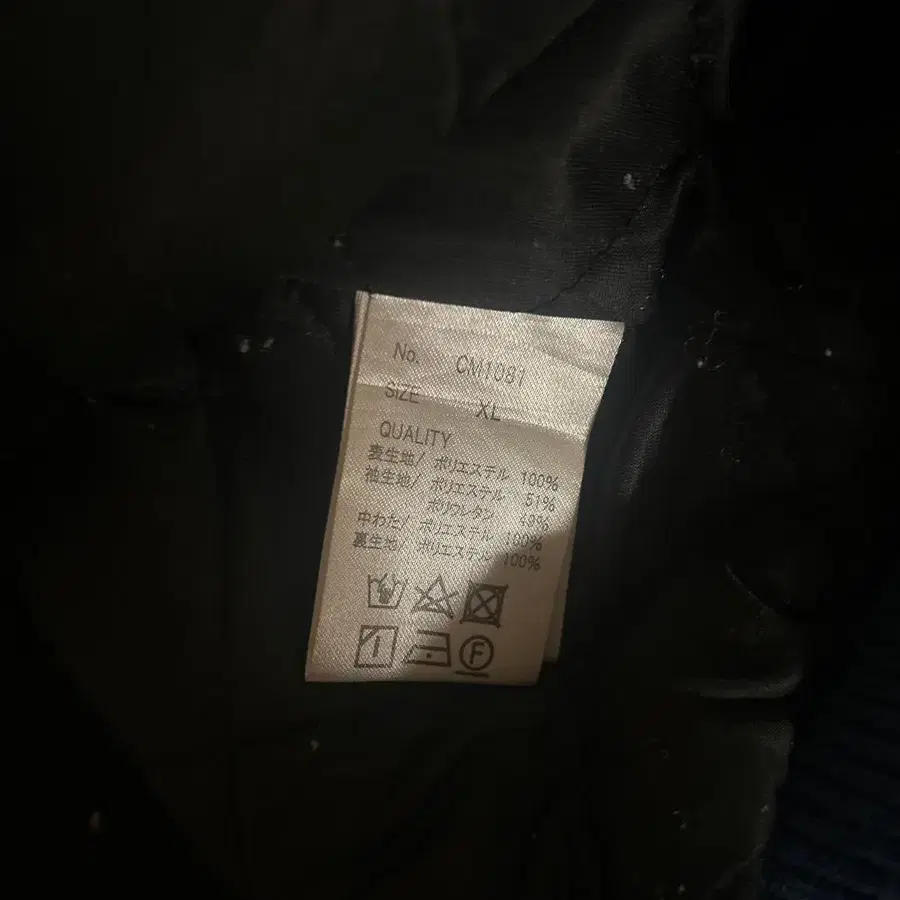 No. CM1081
SIZE XL
QUALITY
表生地/ ポリエステル 100%
袖生地/ ポリエステル 51%
ポリウレタン 49%
中わた/ ポリエステル 100%
裏生地/ ポリエステル 100%
F